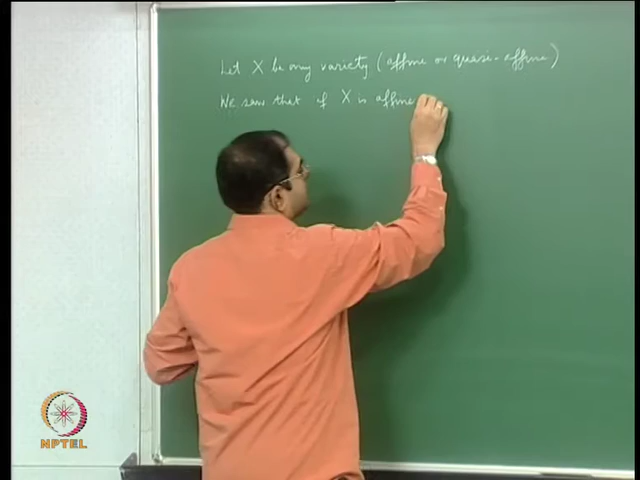 Let X be any variety (affine or quasi-affine)
We saw that if X is affine
NPTEL